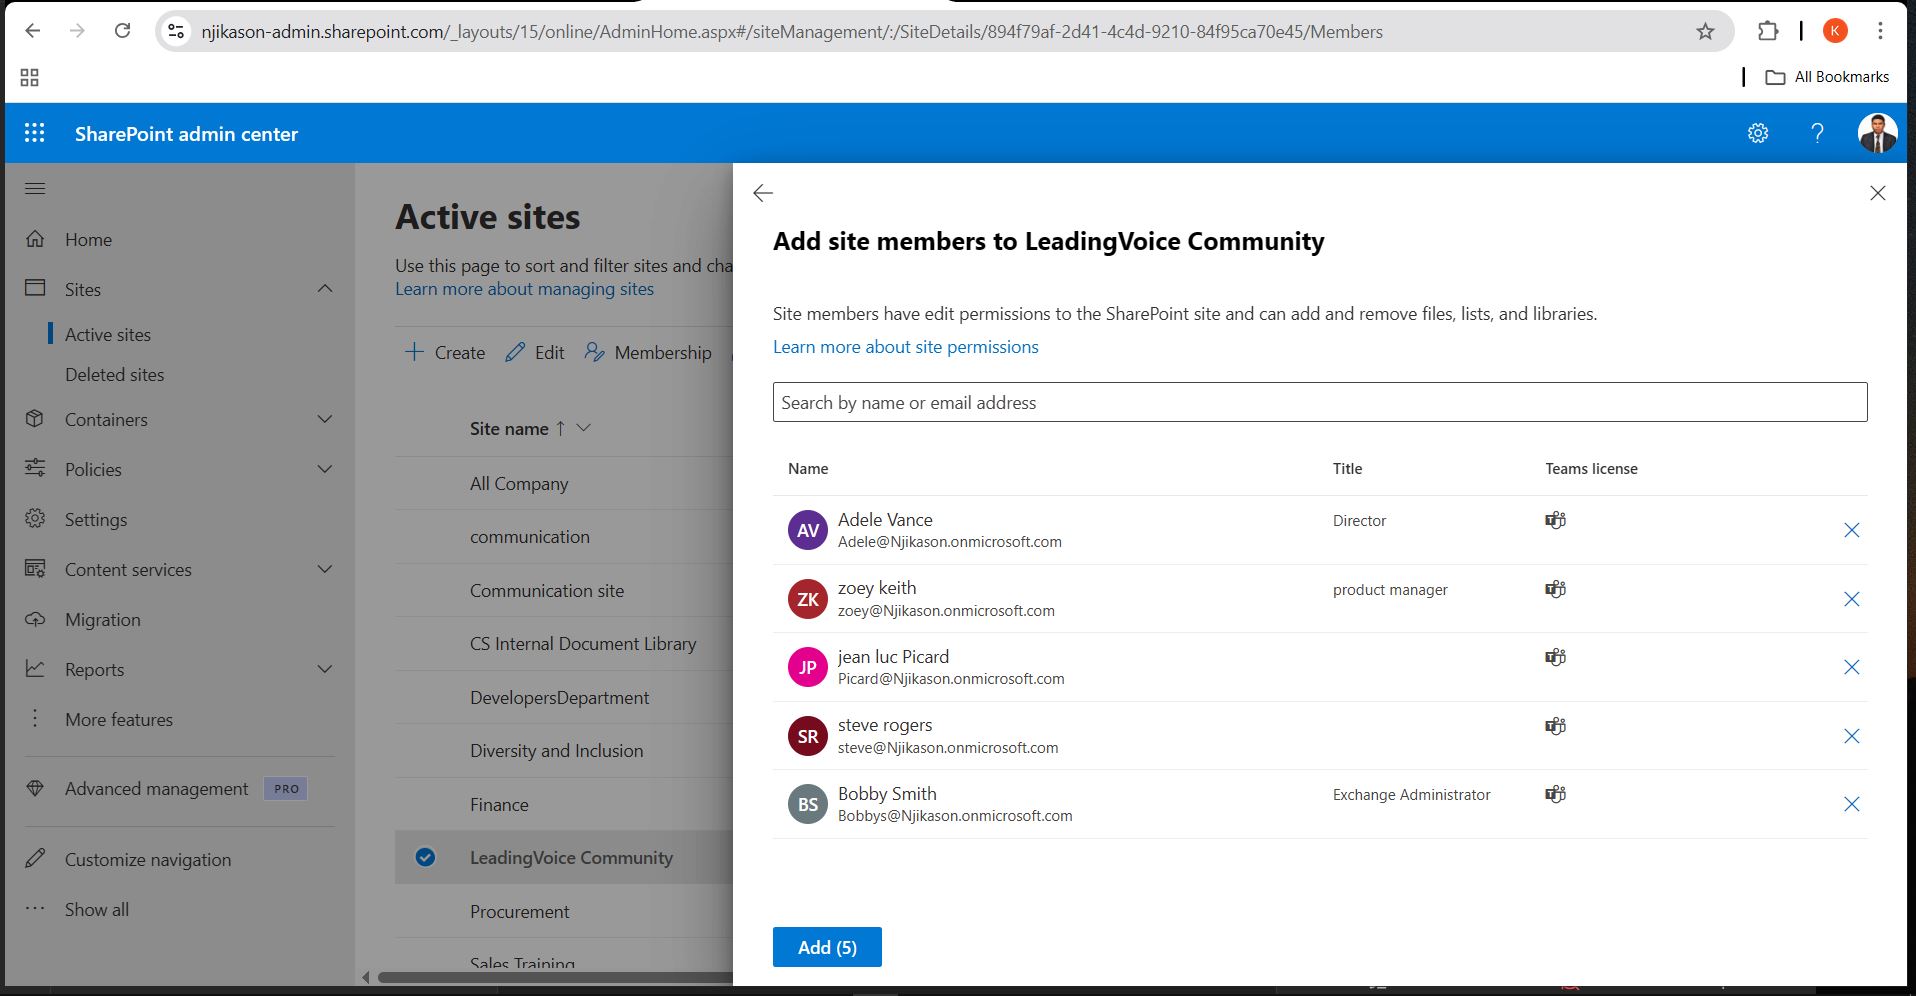 njikason-admin.sharepoint.com/_layouts/15/online/AdminHome.aspx#/siteManagement/:/SiteDetails/894f79af-2d41-4c4d-9210-84f95ca70e45/Members
K
All Bookmarks
SharePoint admin center
Home
Sites
Active sites
Deleted sites
Containers
Policies
Settings
Content services
Migration
Reports
More features
Advanced management PRO
Customize navigation
Show all
Active sites
Use this page to sort and filter sites and cha
Learn more about managing sites
Create Edit Membership
Site name
All Company
communication
Communication site
CS Internal Document Library
DevelopersDepartment
Diversity and Inclusion
Finance
LeadingVoice Community
Procurement
Sales Training
Add site members to LeadingVoice Community
Site members have edit permissions to the SharePoint site and can add and remove files, lists, and libraries.
Learn more about site permissions
Search by name or email address
Name Title Teams license
AV Adele Vance Director
Adele@Njikason.onmicrosoft.com
ZK zoey keith product manager
zoey@Njikason.onmicrosoft.com
JP jean luc Picard
Picard@Njikason.onmicrosoft.com
SR steve rogers
steve@Njikason.onmicrosoft.com
BS Bobby Smith Exchange Administrator
Bobbys@Njikason.onmicrosoft.com
Add (5)